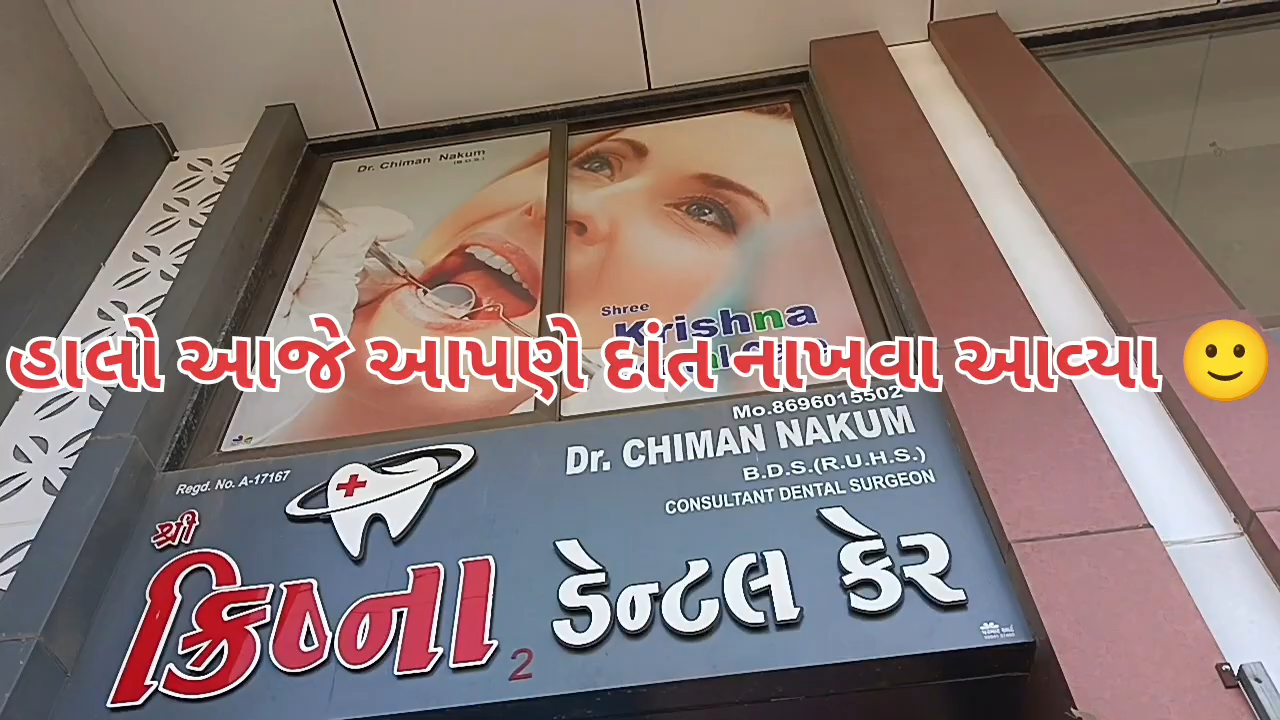 Dr. Chiman Nakum
(B.D.S.)
Shree
Krishna
હાલો આજે આપણે દાંત નાખવા આવ્યા 🙂
Mo.8696015502
Dr. CHIMAN NAKUM
B.D.S.(R.U.H.S.)
CONSULTANT DENTAL SURGEON
Regd. No. A-17167
શ્રી
ક્રિષ્ના ડેન્ટલ કેર
2